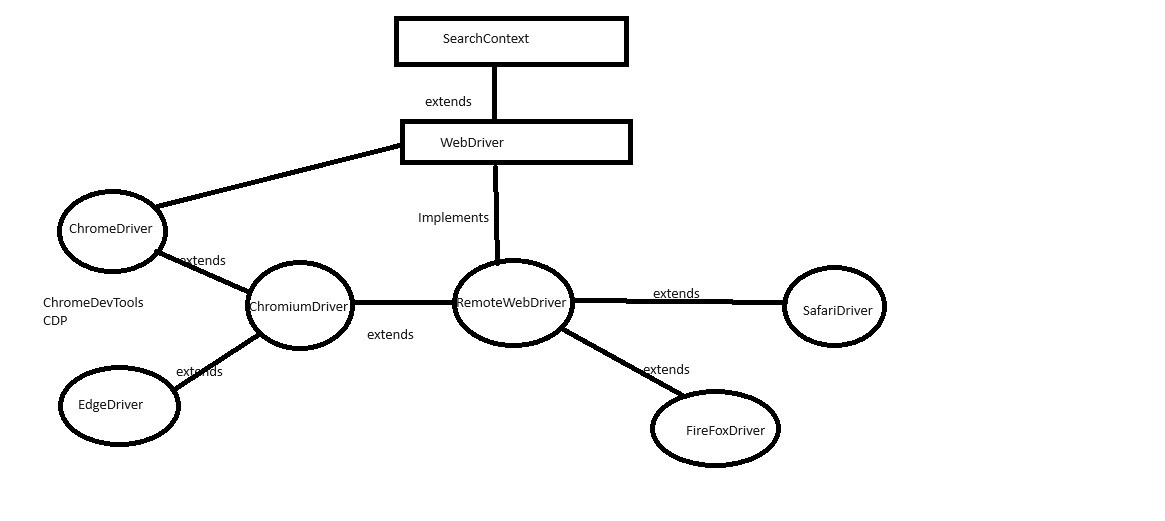 SearchContext
extends
WebDriver
Implements
ChromeDriver
extends
ChromeDevTools
CDP
ChromiumDriver
extends
RemoteWebDriver
extends
SafariDriver
extends
EdgeDriver
extends
FireFoxDriver